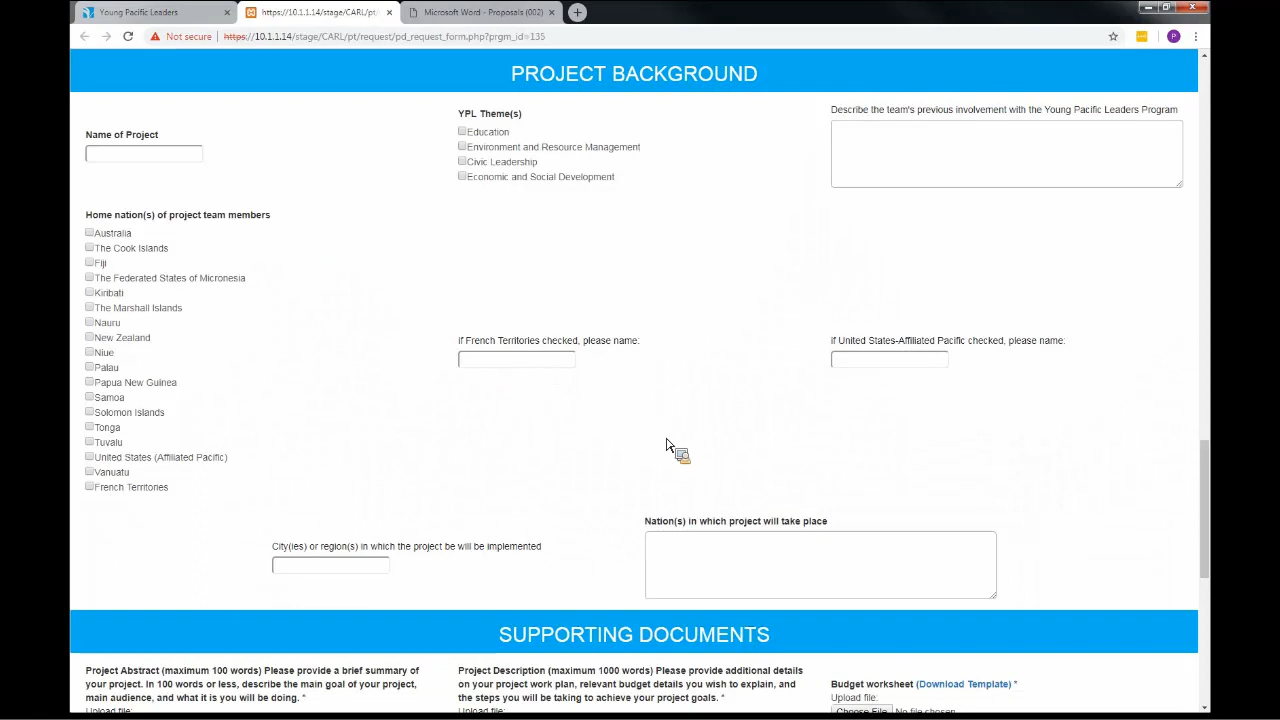 Young Pacific Leaders
https://10.1.1.14/stage/CARL/pt
Microsoft Word - Proposals (002)
Not secure
https://10.1.1.14/stage/CARL/pt/request/pd_request_form.php?prgm_id=135
P
PROJECT BACKGROUND
Name of Project
YPL Theme(s)
Education
Environment and Resource Management
Civic Leadership
Economic and Social Development
Describe the team's previous involvement with the Young Pacific Leaders Program
Home nation(s) of project team members
Australia
The Cook Islands
Fiji
The Federated States of Micronesia
Kiribati
The Marshall Islands
Nauru
New Zealand
Niue
Palau
Papua New Guinea
Samoa
Solomon Islands
Tonga
Tuvalu
United States (Affiliated Pacific)
Vanuatu
French Territories
if French Territories checked, please name:
if United States-Affiliated Pacific checked, please name:
City(ies) or region(s) in which the project be will be implemented
Nation(s) in which project will take place
SUPPORTING DOCUMENTS
Project Abstract (maximum 100 words) Please provide a brief summary of
your project. In 100 words or less, describe the main goal of your project,
main audience, and what it is you will be doing. *
Upload file:
Project Description (maximum 1000 words) Please provide additional details
on your project work plan, relevant budget details you wish to explain, and
the steps you will be taking to achieve your project goals. *
Upload file:
Budget worksheet (Download Template) *
Upload file:
Choose File No file chosen